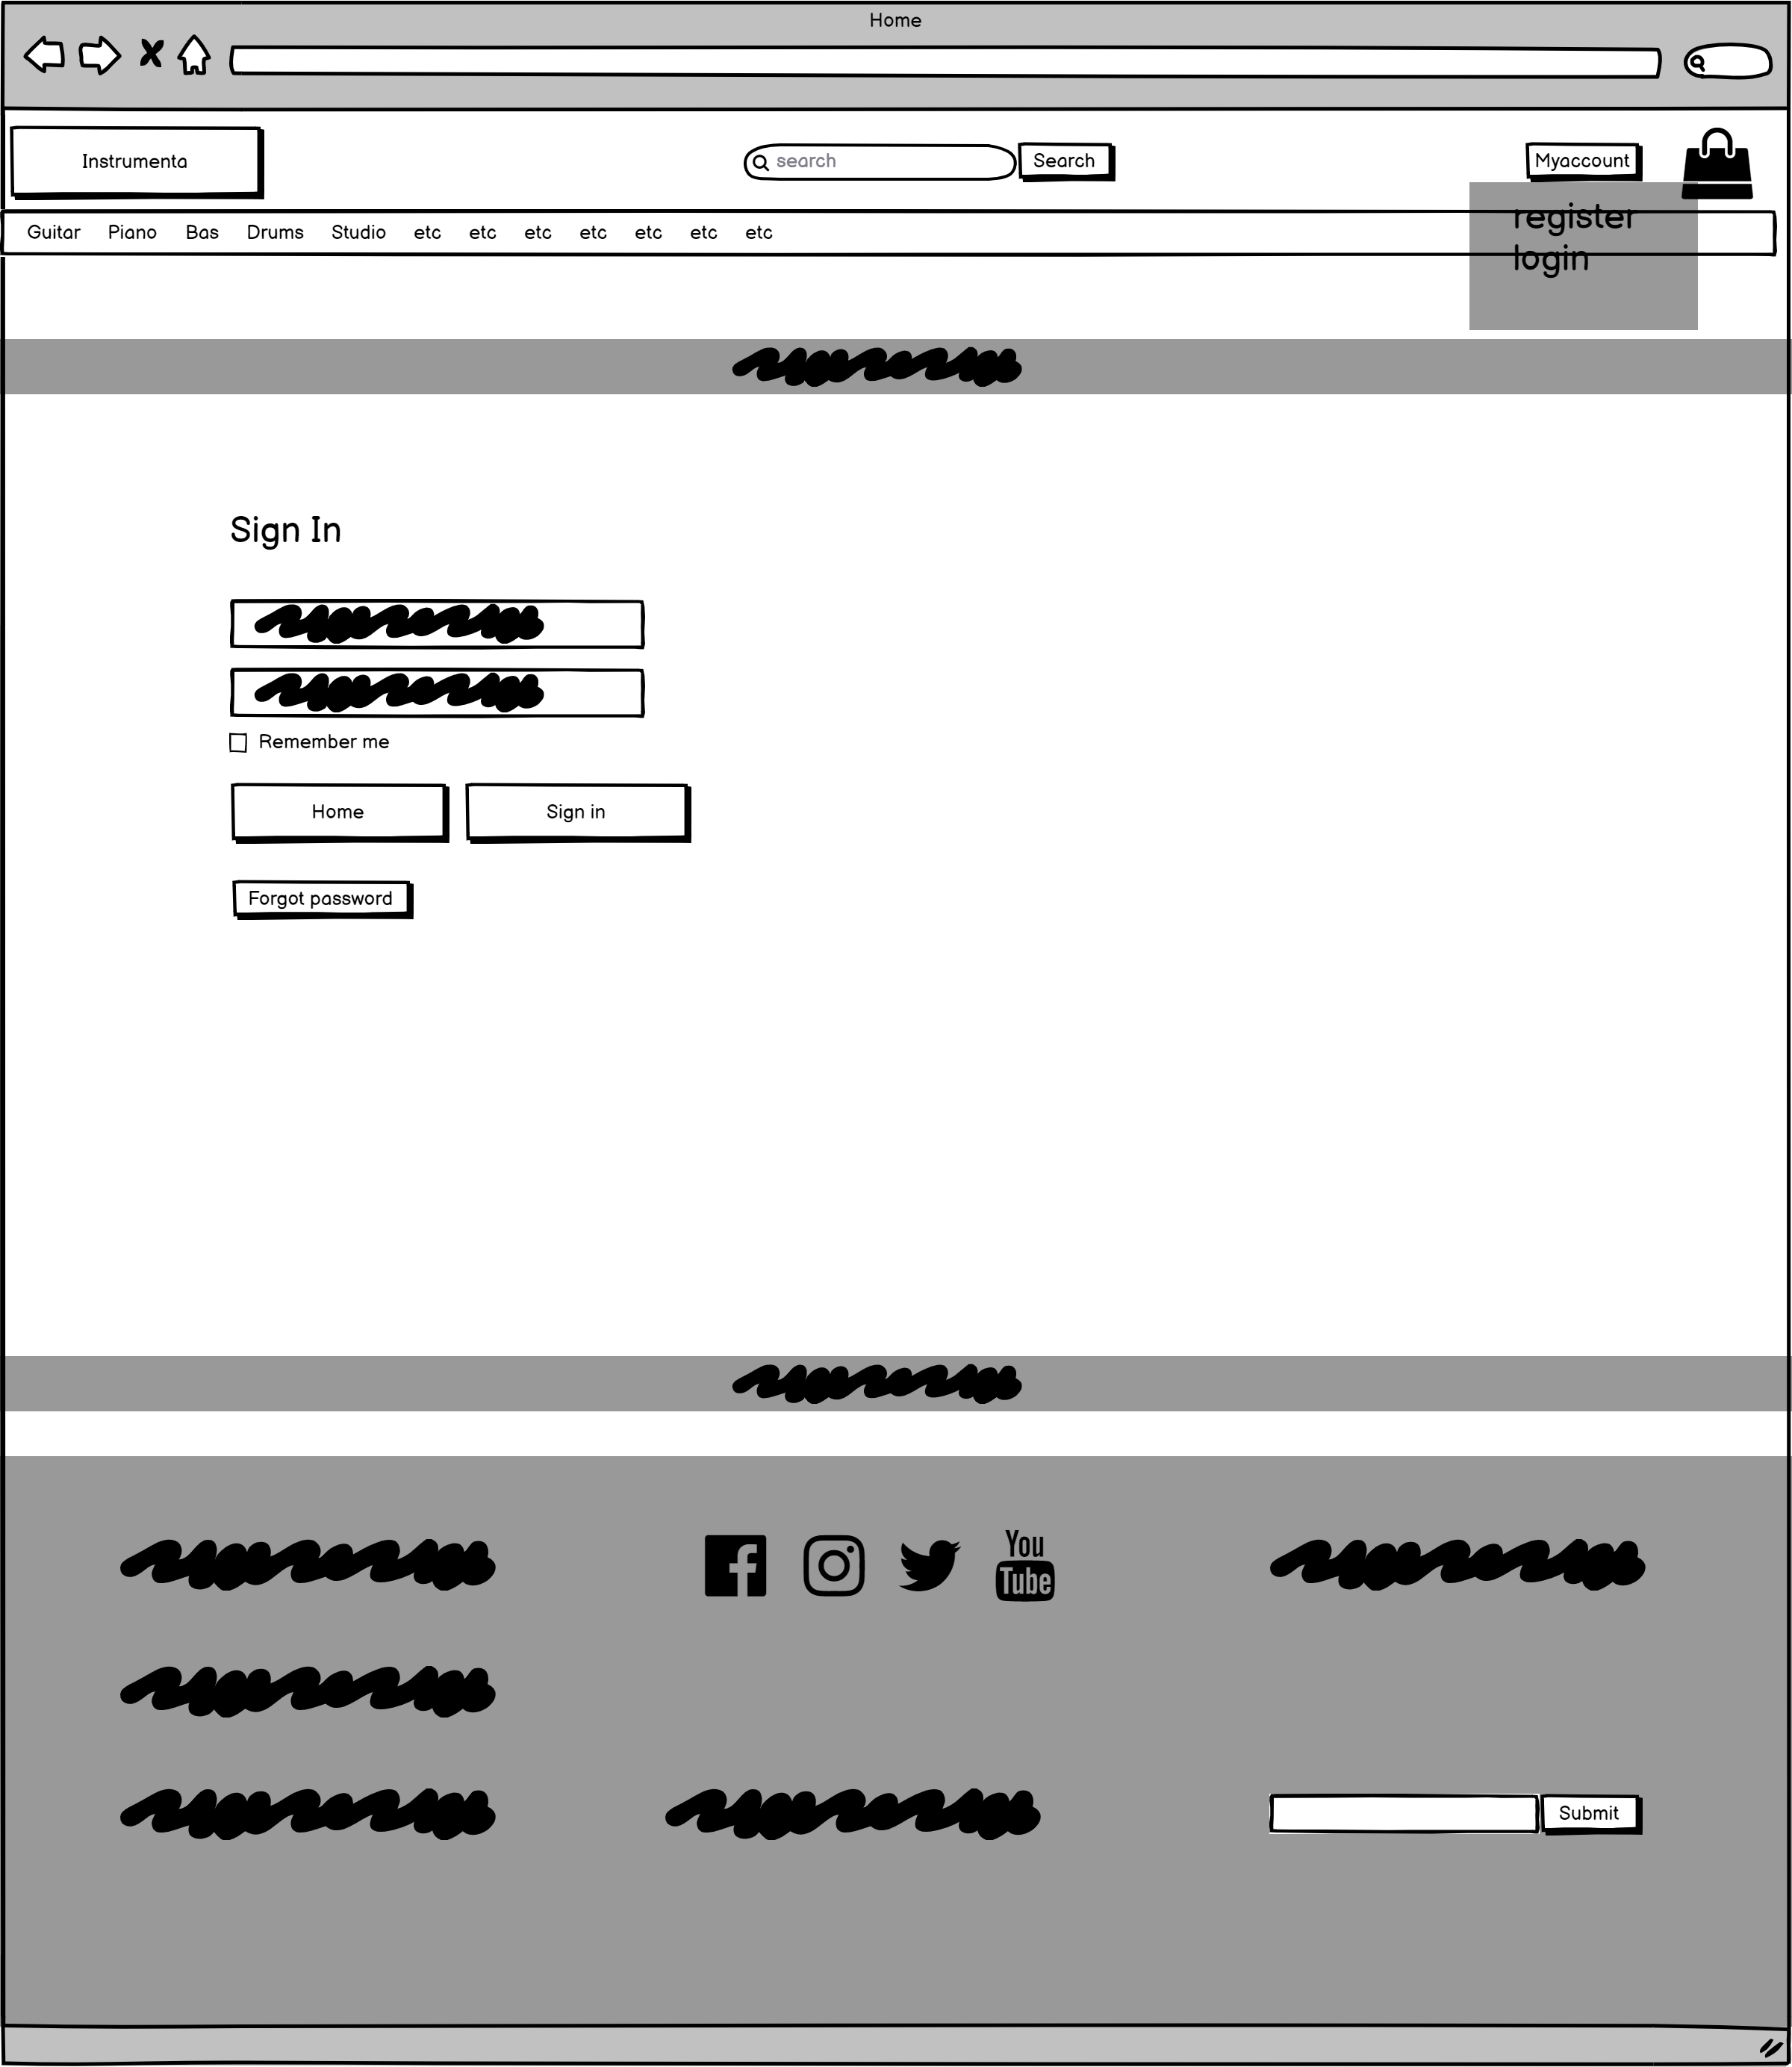 Home
Instrumenta
search
Search
Myaccount
register
login
Guitar Piano Bas Drums Studio etc etc etc etc etc etc etc
Sign In
Remember me
Home
Sign in
Forgot password
You
Tube
Submit